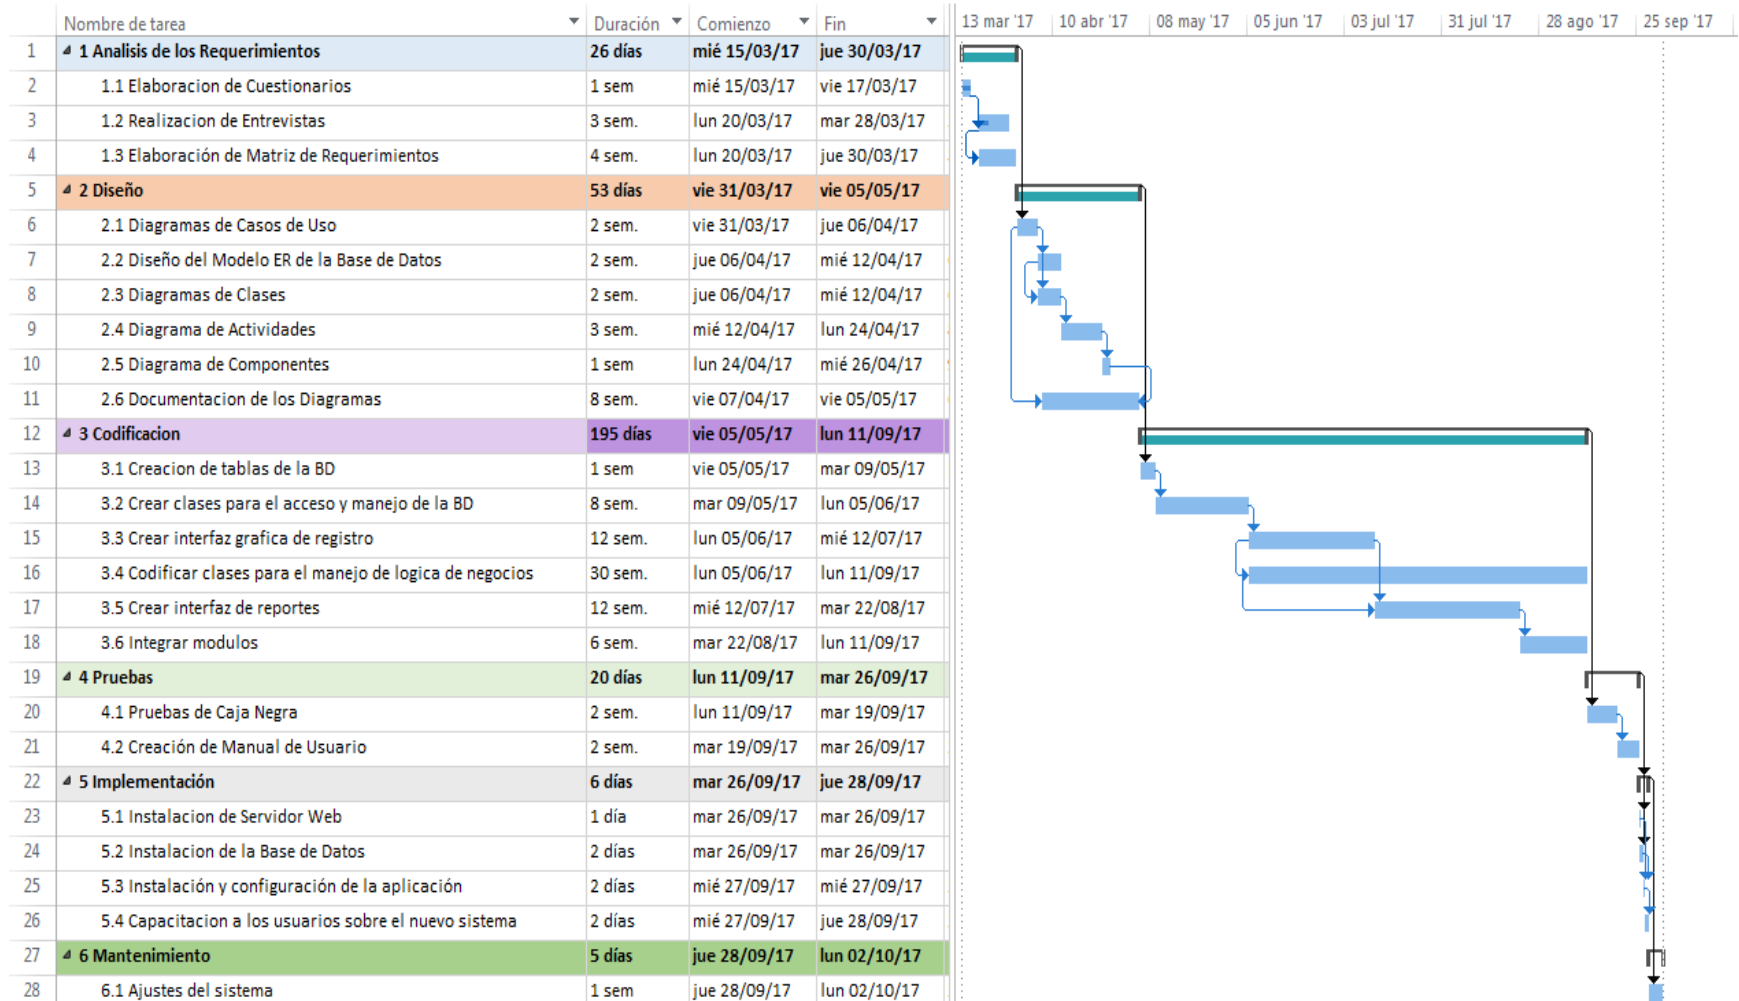 Nombre de tarea Duración Comienzo Fin 13 mar '17 10 abr '17 08 may '17 05 jun '17 03 jul '17 31 jul '17 28 ago '17 25 sep '17
1 1 Analisis de los Requerimientos 26 días mié 15/03/17 jue 30/03/17
2 1.1 Elaboracion de Cuestionarios 1 sem mié 15/03/17 vie 17/03/17
3 1.2 Realizacion de Entrevistas 3 sem. lun 20/03/17 mar 28/03/17
4 1.3 Elaboración de Matriz de Requerimientos 4 sem. lun 20/03/17 jue 30/03/17
5 2 Diseño 53 días vie 31/03/17 vie 05/05/17
6 2.1 Diagramas de Casos de Uso 2 sem. vie 31/03/17 jue 06/04/17
7 2.2 Diseño del Modelo ER de la Base de Datos 2 sem. jue 06/04/17 mié 12/04/17
8 2.3 Diagramas de Clases 2 sem. jue 06/04/17 mié 12/04/17
9 2.4 Diagrama de Actividades 3 sem. mié 12/04/17 lun 24/04/17
10 2.5 Diagrama de Componentes 1 sem lun 24/04/17 mié 26/04/17
11 2.6 Documentacion de los Diagramas 8 sem. vie 07/04/17 vie 05/05/17
12 3 Codificacion 195 días vie 05/05/17 lun 11/09/17
13 3.1 Creacion de tablas de la BD 1 sem vie 05/05/17 mar 09/05/17
14 3.2 Crear clases para el acceso y manejo de la BD 8 sem. mar 09/05/17 lun 05/06/17
15 3.3 Crear interfaz grafica de registro 12 sem. lun 05/06/17 mié 12/07/17
16 3.4 Codificar clases para el manejo de logica de negocios 30 sem. lun 05/06/17 lun 11/09/17
17 3.5 Crear interfaz de reportes 12 sem. mié 12/07/17 mar 22/08/17
18 3.6 Integrar modulos 6 sem. mar 22/08/17 lun 11/09/17
19 4 Pruebas 20 días lun 11/09/17 mar 26/09/17
20 4.1 Pruebas de Caja Negra 2 sem. lun 11/09/17 mar 19/09/17
21 4.2 Creación de Manual de Usuario 2 sem. mar 19/09/17 mar 26/09/17
22 5 Implementación 6 días mar 26/09/17 jue 28/09/17
23 5.1 Instalacion de Servidor Web 1 día mar 26/09/17 mar 26/09/17
24 5.2 Instalacion de la Base de Datos 2 días mar 26/09/17 mar 26/09/17
25 5.3 Instalación y configuración de la aplicación 2 días mié 27/09/17 mié 27/09/17
26 5.4 Capacitacion a los usuarios sobre el nuevo sistema 2 días mié 27/09/17 jue 28/09/17
27 6 Mantenimiento 5 días jue 28/09/17 lun 02/10/17
28 6.1 Ajustes del sistema 1 sem jue 28/09/17 lun 02/10/17